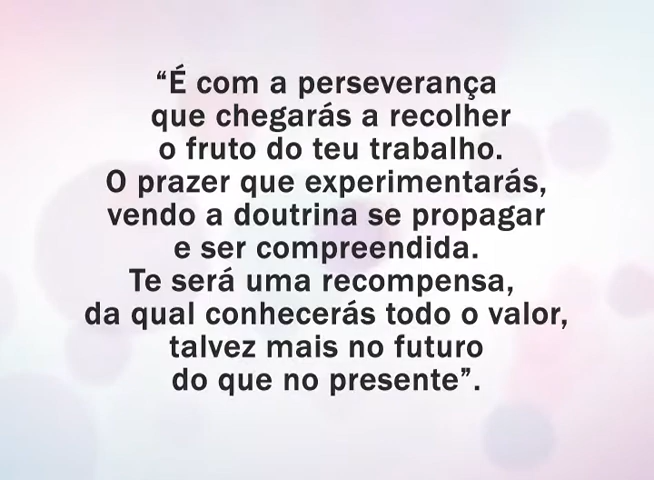 “É com a perseverança
que chegarás a recolher
o fruto do teu trabalho.
O prazer que experimentarás,
vendo a doutrina se propagar
e ser compreendida.
Te será uma recompensa,
da qual conhecerás todo o valor,
talvez mais no futuro
do que no presente”.